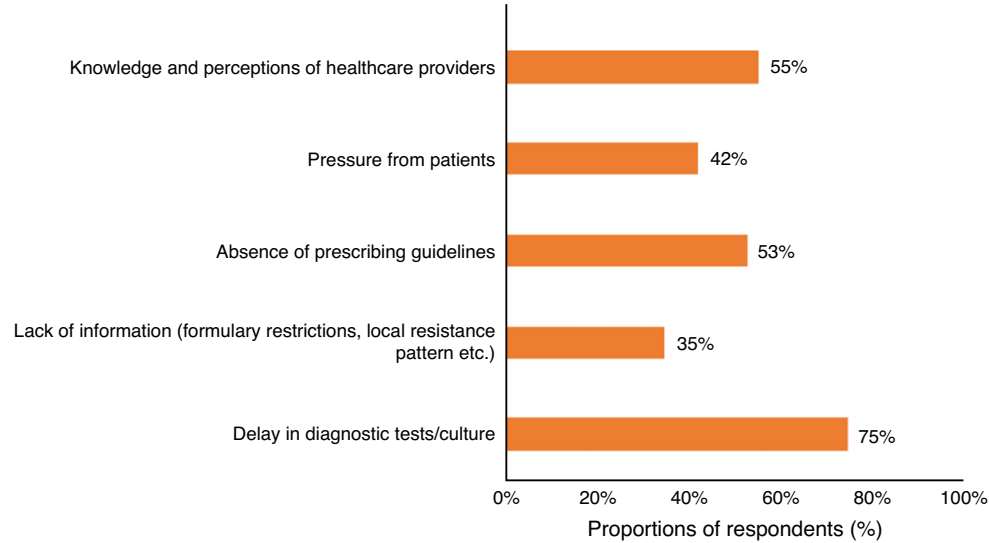 Knowledge and perceptions of healthcare providers
55%
Pressure from patients
42%
Absence of prescribing guidelines
53%
Lack of information (formulary restrictions, local resistance
pattern etc.)
35%
Delay in diagnostic tests/culture
75%
0% 20% 40% 60% 80% 100%
Proportions of respondents (%)